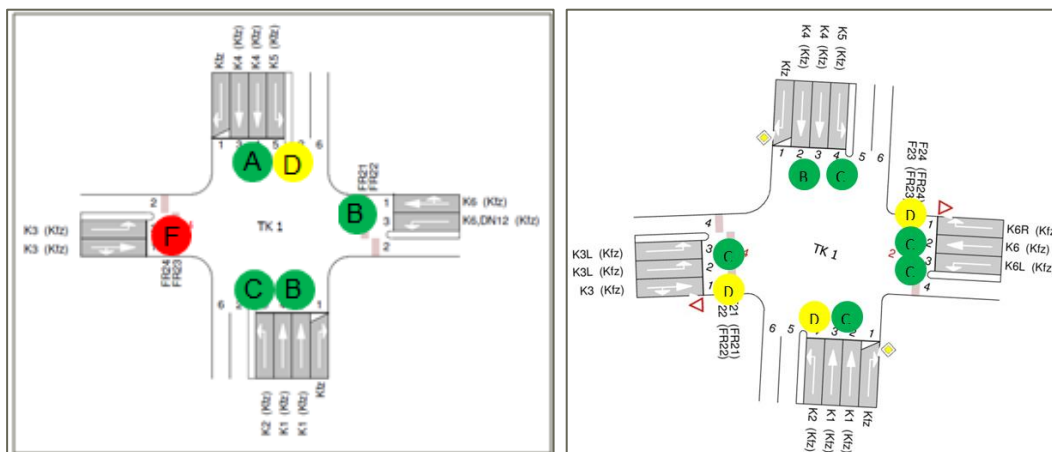 Kfz
K4 (Kfz)
K4 (Kfz)
K5 (Kfz)
1
3
5
6
A
D
FR21
FR22
B
1
3
2
K6 (Kfz)
K6,DN12 (Kfz)
2
K3 (Kfz)
K3 (Kfz)
F
TK 1
FR24
FR23
C
B
6
1
K2 (Kfz)
K1 (Kfz)
K1 (Kfz)
Kfz
Kfz
K4 (Kfz)
K4 (Kfz)
K5 (Kfz)
1
2
3
4
5
6
B
C
F24 (FR24)
F23 (FR23)
D
C
C
1
2
3
4
2
K6R (Kfz)
K6 (Kfz)
K6L (Kfz)
4
3
2
1
K3L (Kfz)
K3L (Kfz)
K3 (Kfz)
C
4
D
TK 1
21 (FR21)
22 (FR22)
D
C
6
5
3
2
1
K2 (Kfz)
K1 (Kfz)
K1 (Kfz)
Kfz